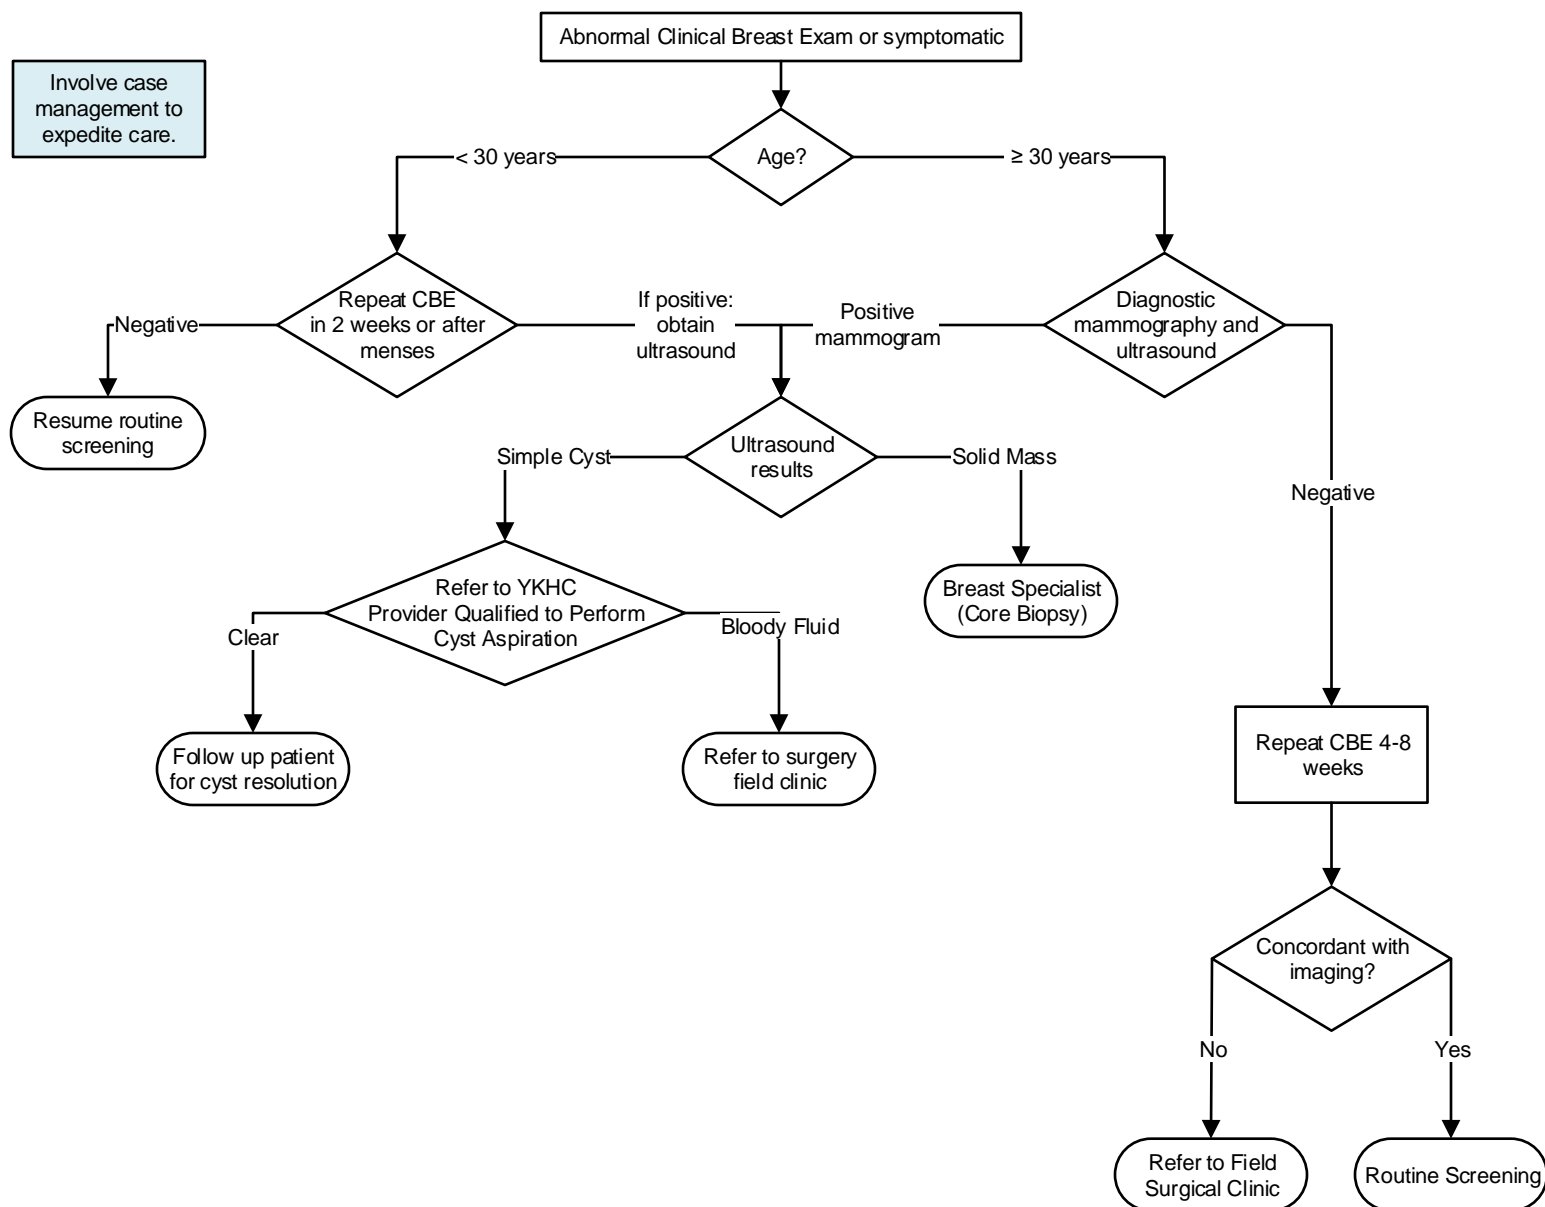 Abnormal Clinical Breast Exam or symptomatic
Involve case
management to
expedite care.
< 30 years
Age?
≥ 30 years
Repeat CBE
in 2 weeks or after
menses
If positive:
obtain
ultrasound
Positive
mammogram
Diagnostic
mammography and
ultrasound
Negative
Resume routine
screening
Simple Cyst
Ultrasound
results
Solid Mass
Negative
Refer to YKHC
Provider Qualified to Perform
Cyst Aspiration
Breast Specialist
(Core Biopsy)
Clear
Bloody Fluid
Follow up patient
for cyst resolution
Refer to surgery
field clinic
Repeat CBE 4-8
weeks
Concordant with
imaging?
No
Yes
Refer to Field
Surgical Clinic
Routine Screening